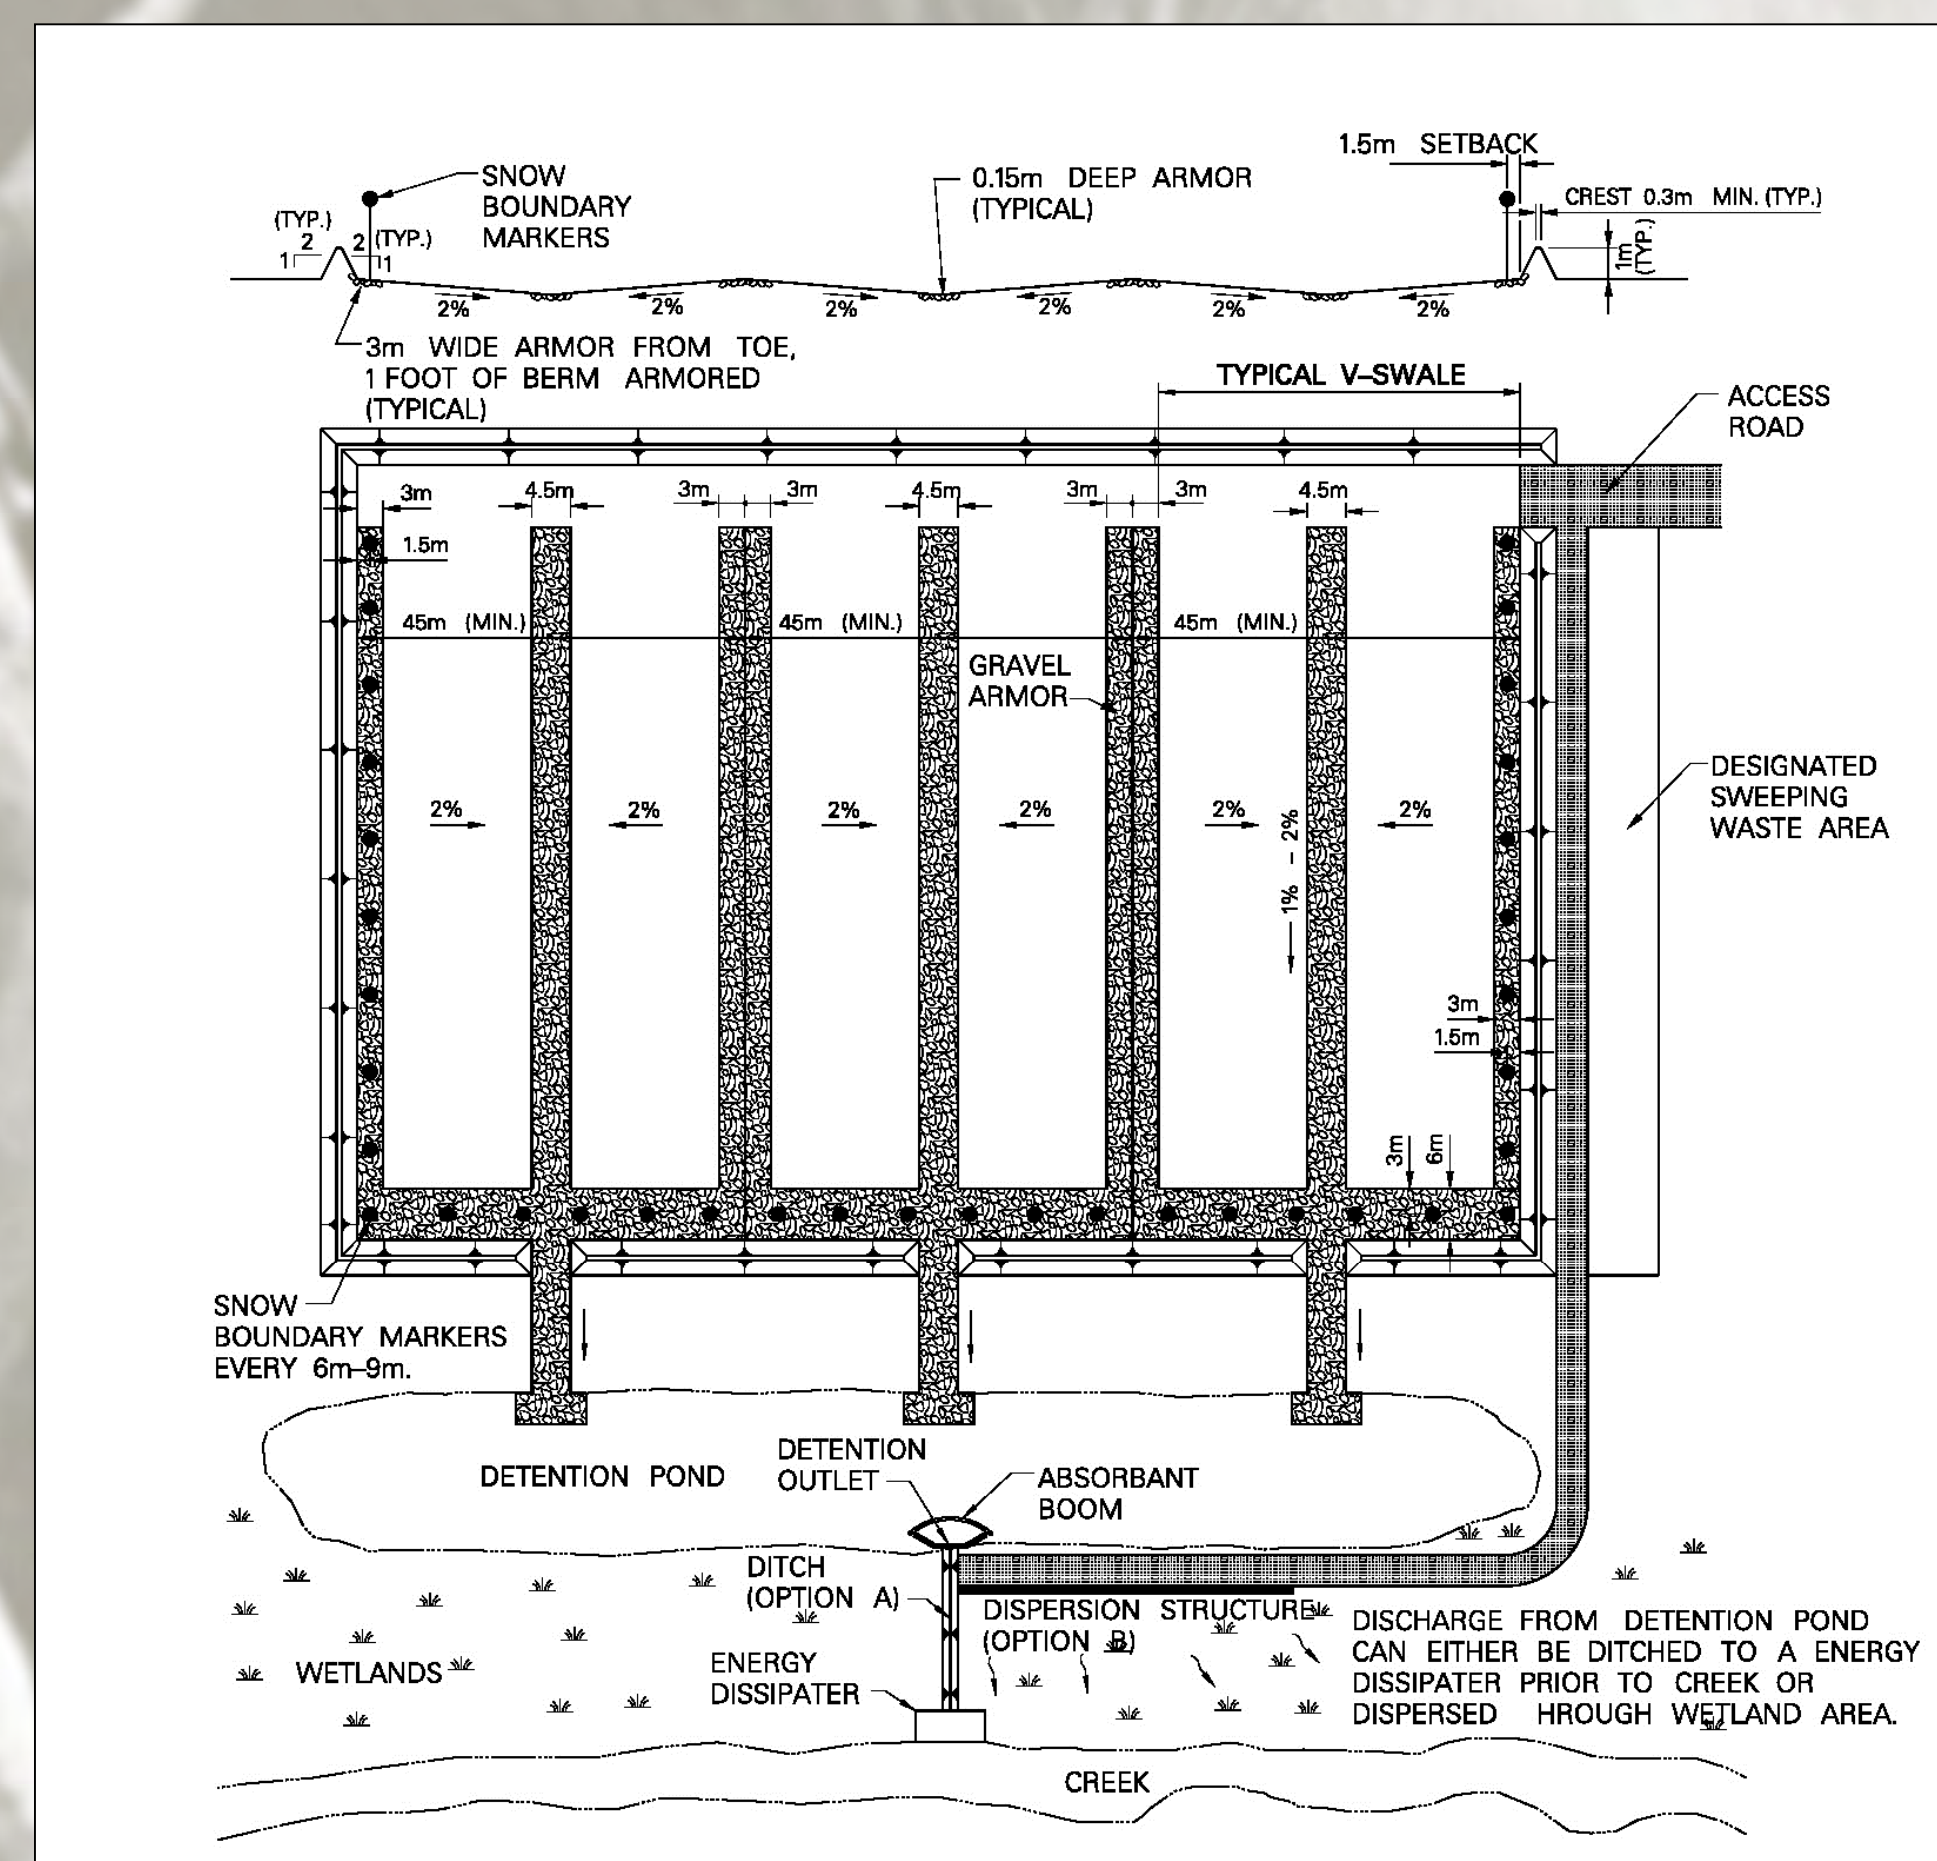 1.5m SETBACK
SNOW
BOUNDARY
MARKERS
0.15m DEEP ARMOR
(TYPICAL)
CREST 0.3m MIN. (TYP.)
(TYP.)
2
1
2
(TYP.)
1
1m
(TYP.)
2%
2%
2%
2%
2%
2%
3m WIDE ARMOR FROM TOE,
1 FOOT OF BERM ARMORED
(TYPICAL)
TYPICAL V-SWALE
ACCESS
ROAD
3m
4.5m
3m
3m
4.5m
3m
3m
4.5m
1.5m
45m (MIN.)
45m (MIN.)
45m (MIN.)
GRAVEL
ARMOR
DESIGNATED
SWEEPING
WASTE AREA
2%
2%
2%
2%
2%
2%
1% - 2%
3m
1.5m
3m
6m
SNOW
BOUNDARY MARKERS
EVERY 6m-9m.
DETENTION POND
DETENTION
OUTLET
ABSORBANT
BOOM
DITCH
(OPTION A)
DISPERSION STRUCTURE
(OPTION B)
DISCHARGE FROM DETENTION POND
CAN EITHER BE DITCHED TO A ENERGY
DISSIPATER PRIOR TO CREEK OR
DISPERSED HROUGH WETLAND AREA.
WETLANDS
ENERGY
DISSIPATER
CREEK